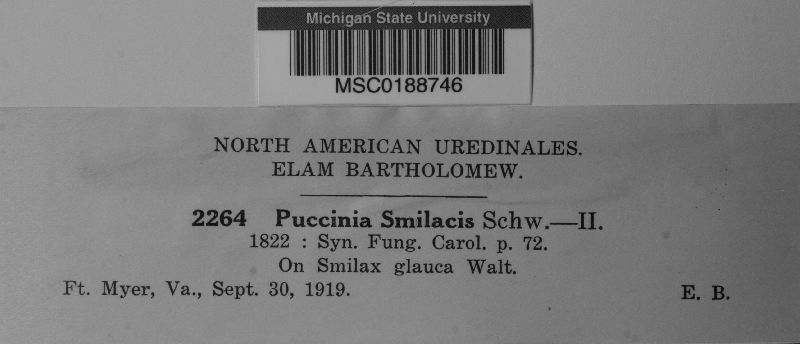 Michigan State University
MSC0188746
NORTH AMERICAN UREDINALES.
ELAM BARTHOLOMEW.
2264 Puccinia Smilacis Schw.—II.
1822 : Syn. Fung. Carol. p. 72.
On Smilax glauca Walt.
Ft. Myer, Va., Sept. 30, 1919. E. B.